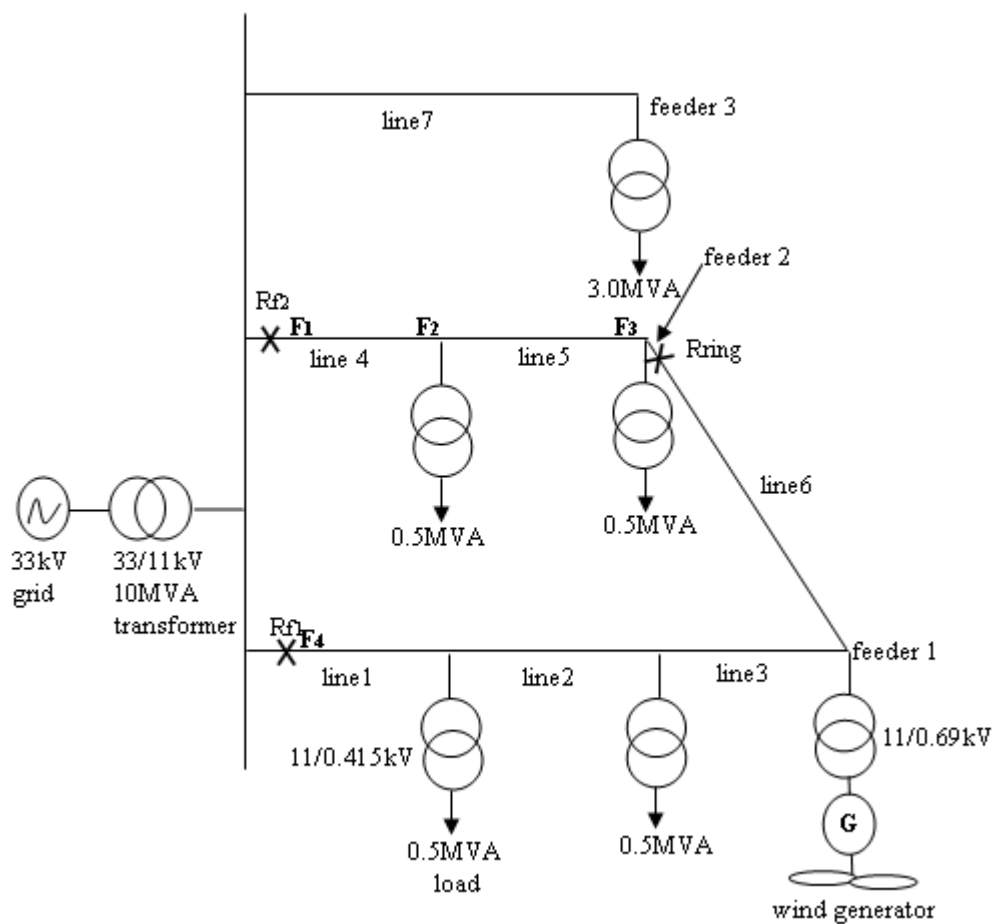 line7
feeder 3
3.0MVA
feeder 2
Rf2
F1
F2
F3
Rring
line 4
line5
0.5MVA
0.5MVA
line6
33kV
grid
33/11kV
10MVA
transformer
Rf1
F4
line1
line2
line3
feeder 1
11/0.415kV
11/0.69kV
0.5MVA
load
0.5MVA
G
wind generator